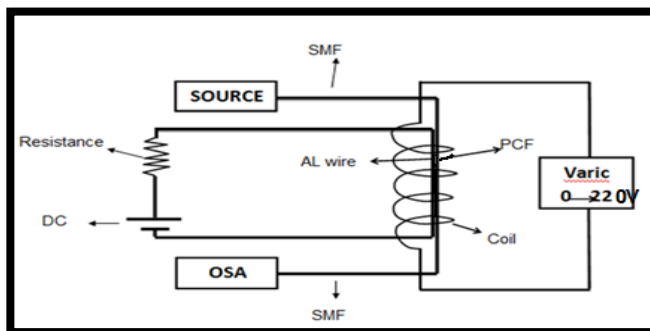 SMF
SOURCE
Resistance
AL wire
PCF
Varic
0 → 220V
DC
Coil
OSA
SMF